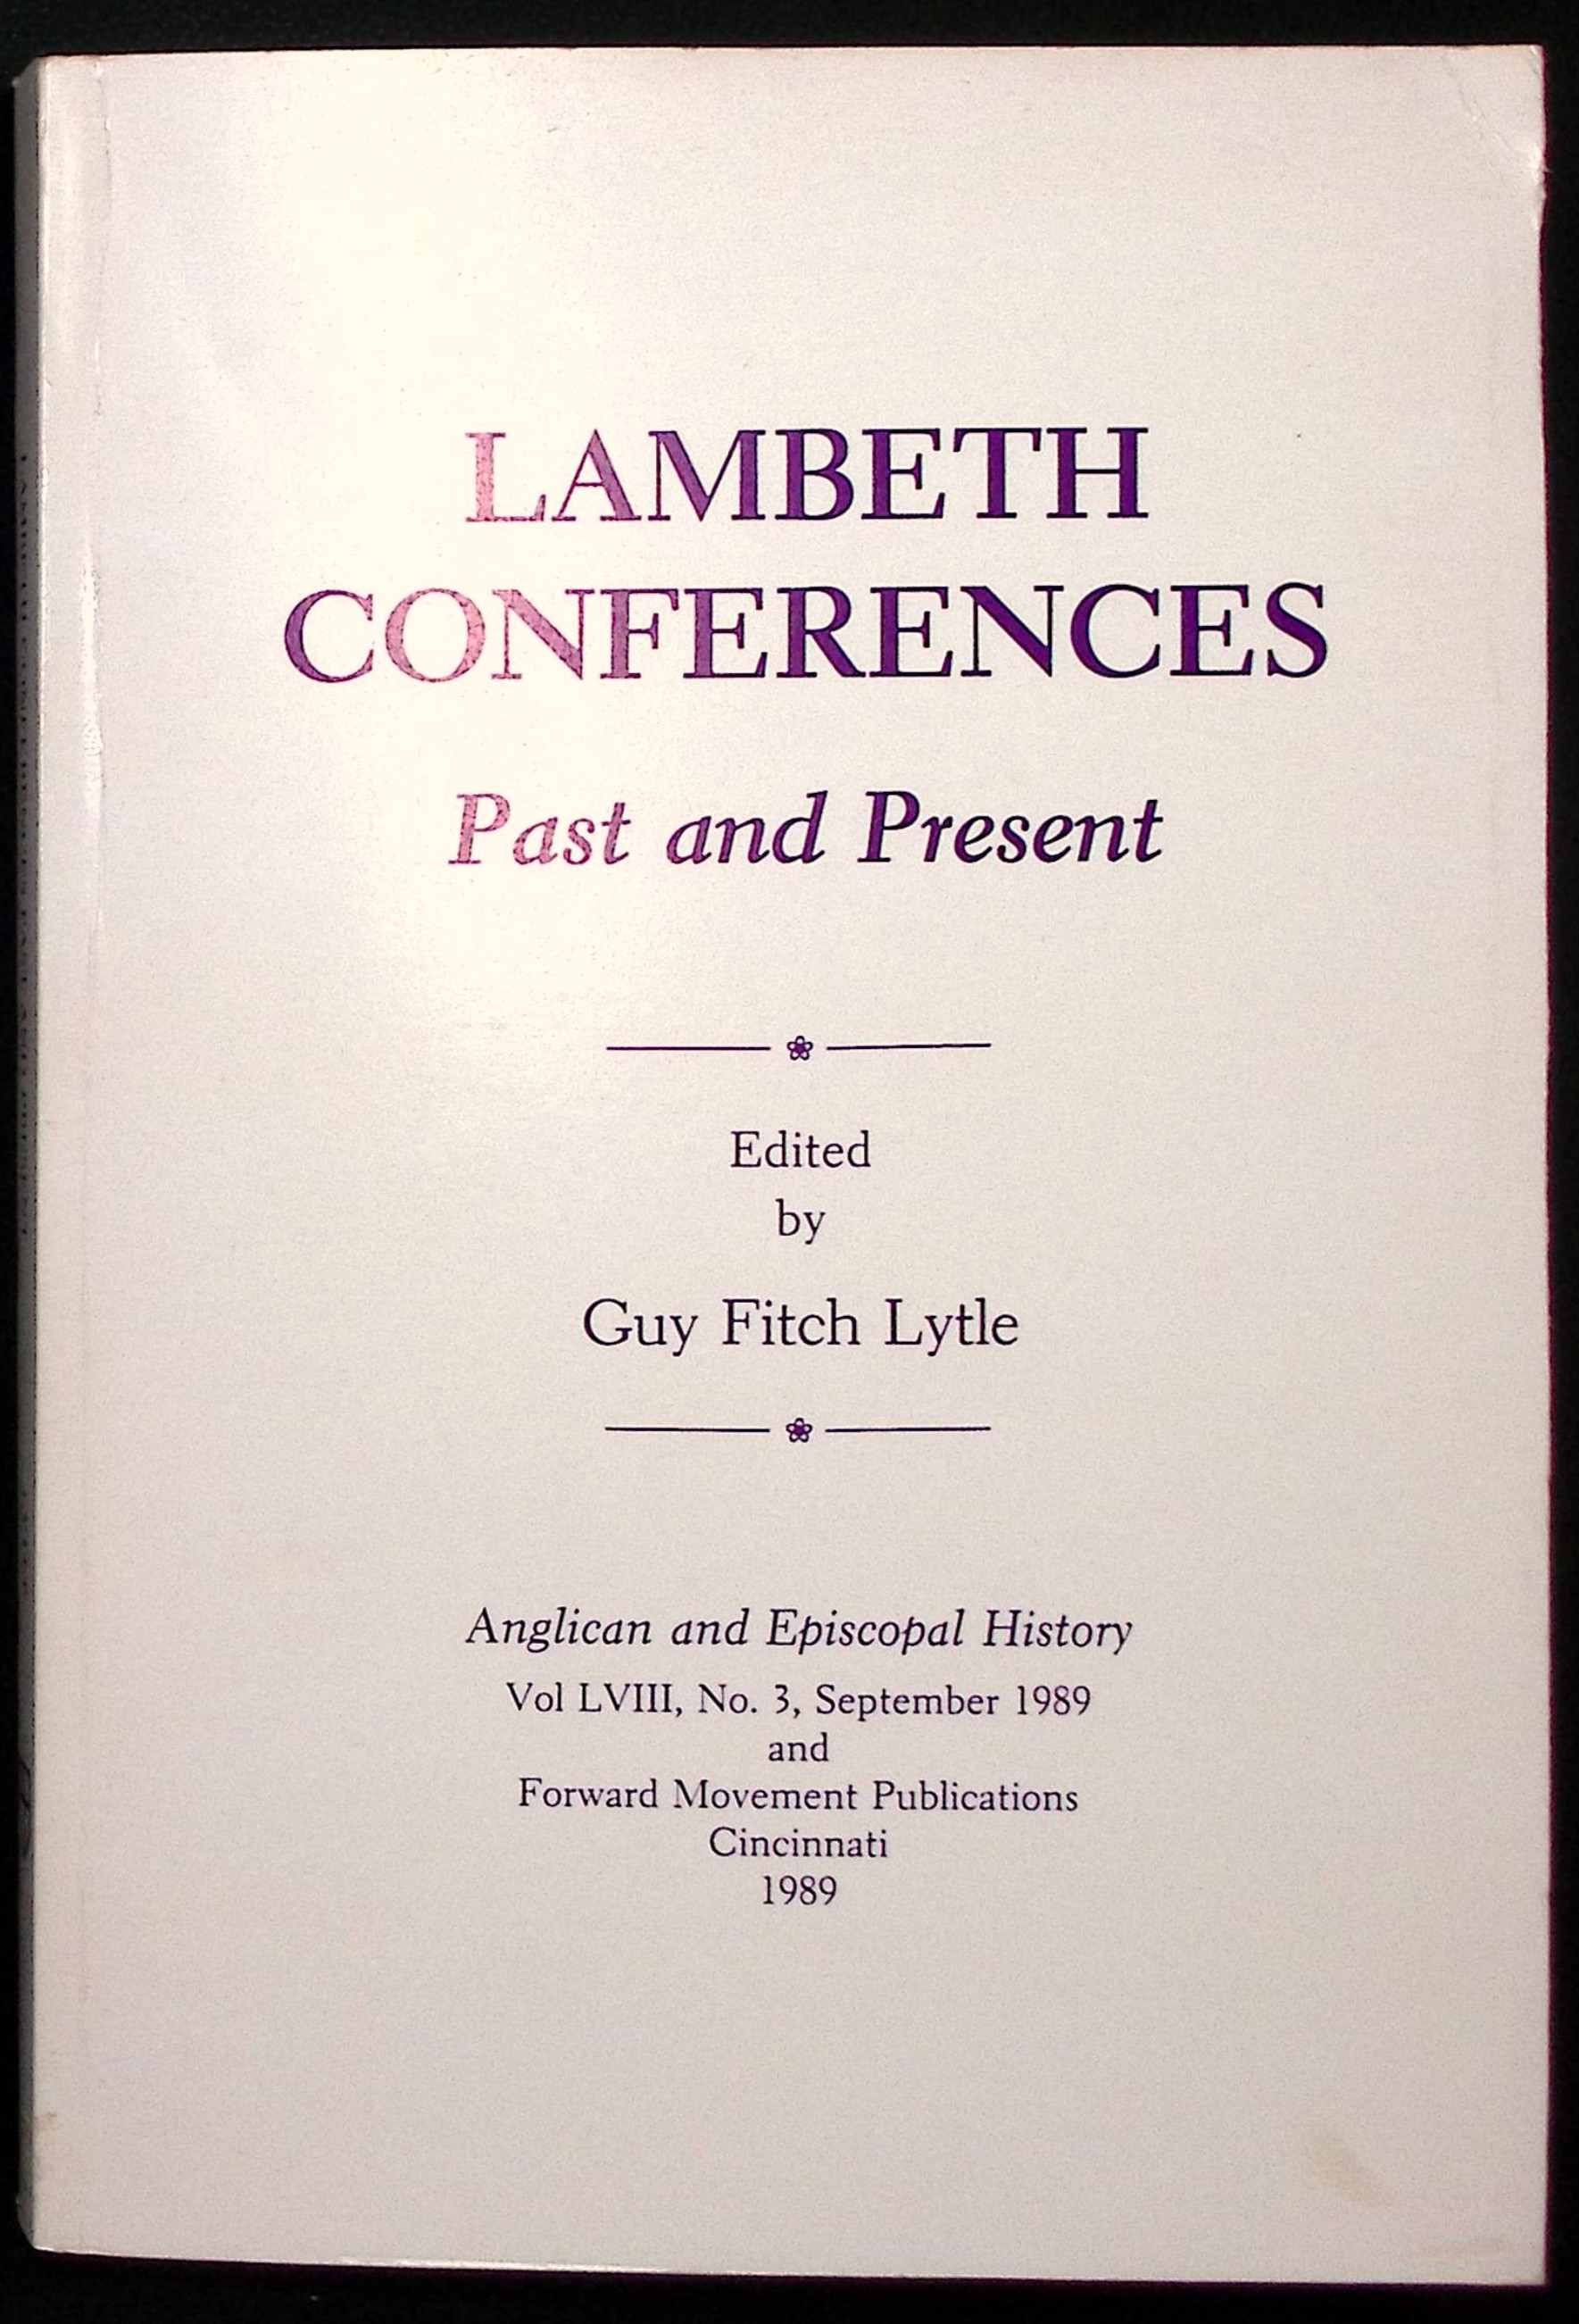 LAMBETH
CONFERENCES
Past and Present
Edited
by
Guy Fitch Lytle
Anglican and Episcopal History
Vol LVIII, No. 3, September 1989
and
Forward Movement Publications
Cincinnati
1989